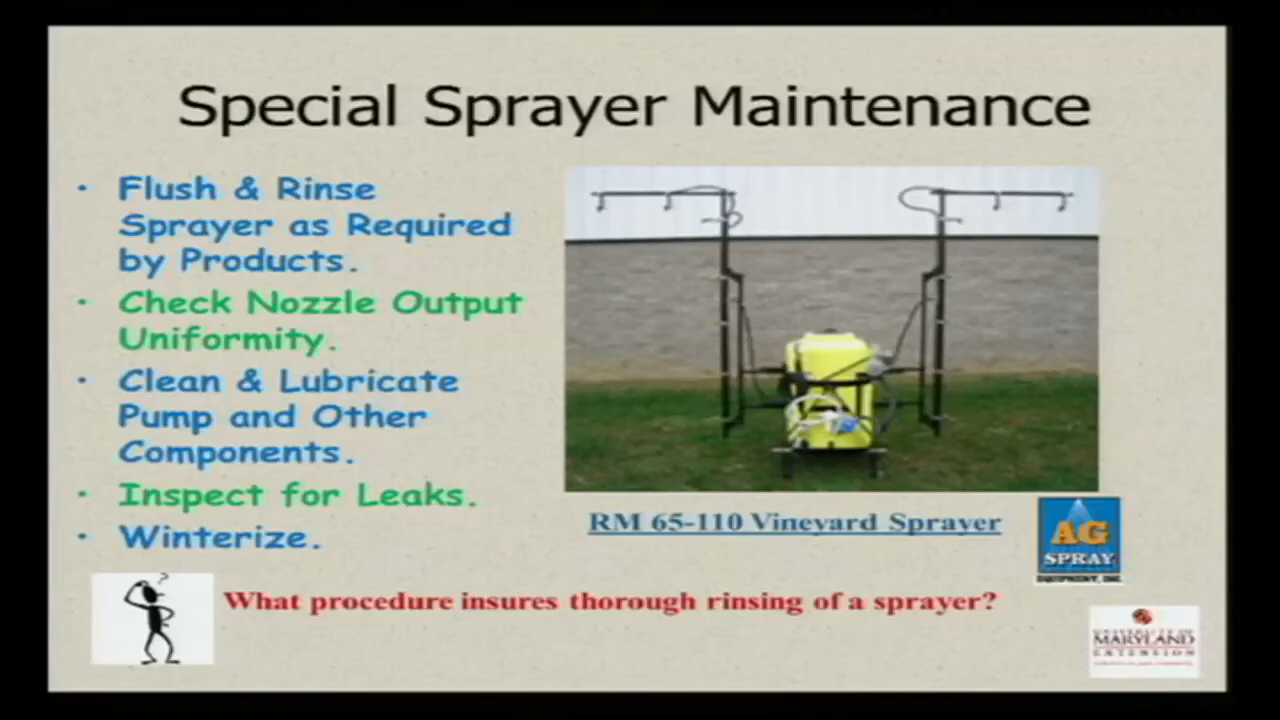 Special Sprayer Maintenance
• Flush & Rinse
Sprayer as Required
by Products.
• Check Nozzle Output
Uniformity.
• Clean & Lubricate
Pump and Other
Components.
• Inspect for Leaks.
• Winterize.
RM 65-110 Vineyard Sprayer
AG
SPRAY
EQUIPMENT, INC.
?
What procedure insures thorough rinsing of a sprayer?
UNIVERSITY OF
MARYLAND
EXTENSION